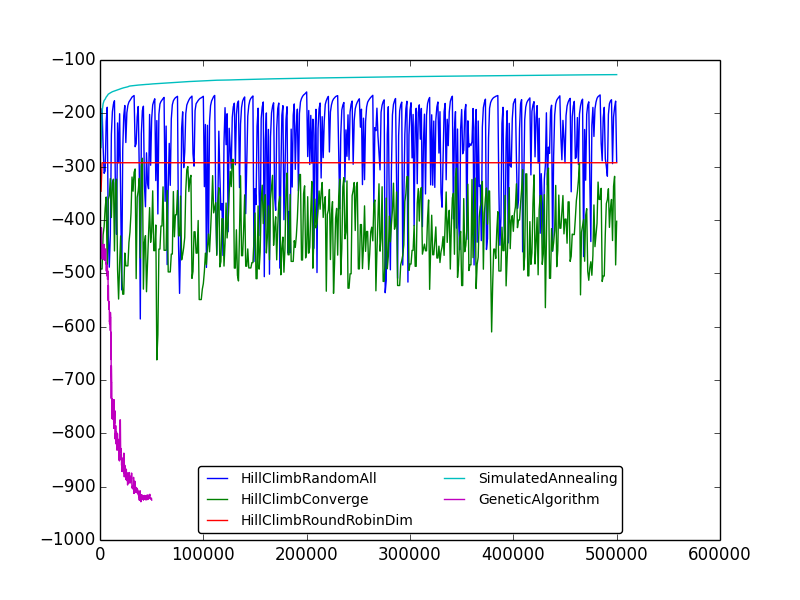 −100
−200
−300
−400
−500
−600
−700
−800
−900
−1000
0 100000 200000 300000 400000 500000 600000
HillClimbRandomAll
HillClimbConverge
HillClimbRoundRobinDim
SimulatedAnnealing
GeneticAlgorithm